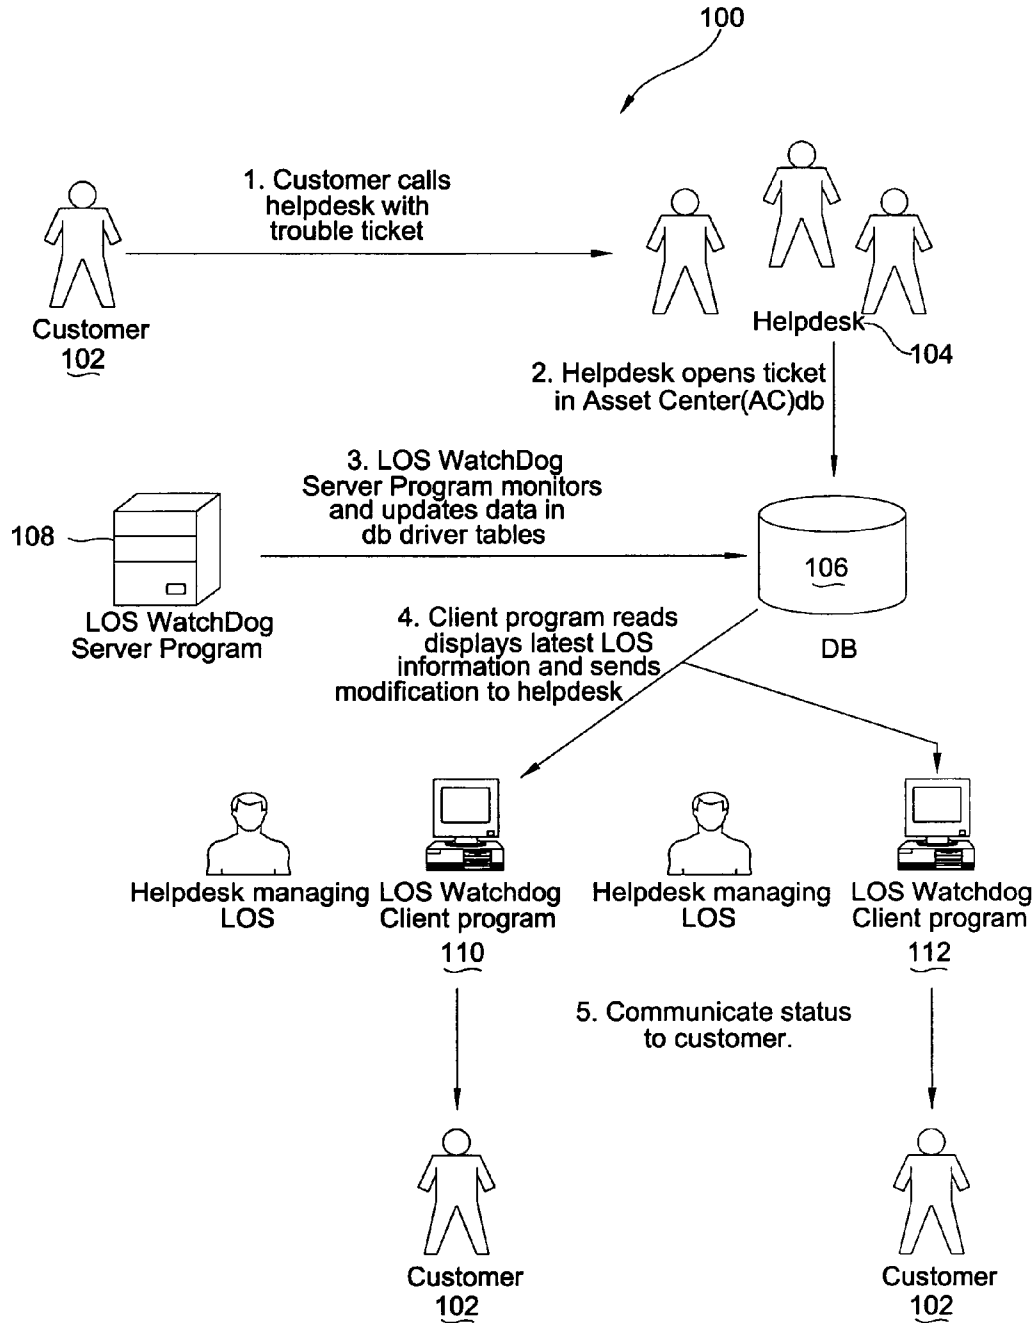 100
1. Customer calls
helpdesk with
trouble ticket
Customer
102
Helpdesk
104
2. Helpdesk opens ticket
in Asset Center(AC)db
3. LOS WatchDog
Server Program monitors
and updates data in
db driver tables
108
106
LOS WatchDog
Server Program
DB
4. Client program reads
displays latest LOS
information and sends
modification to helpdesk
Helpdesk managing
LOS
LOS Watchdog
Client program
110
Helpdesk managing
LOS
LOS Watchdog
Client program
112
5. Communicate status
to customer.
Customer
102
Customer
102